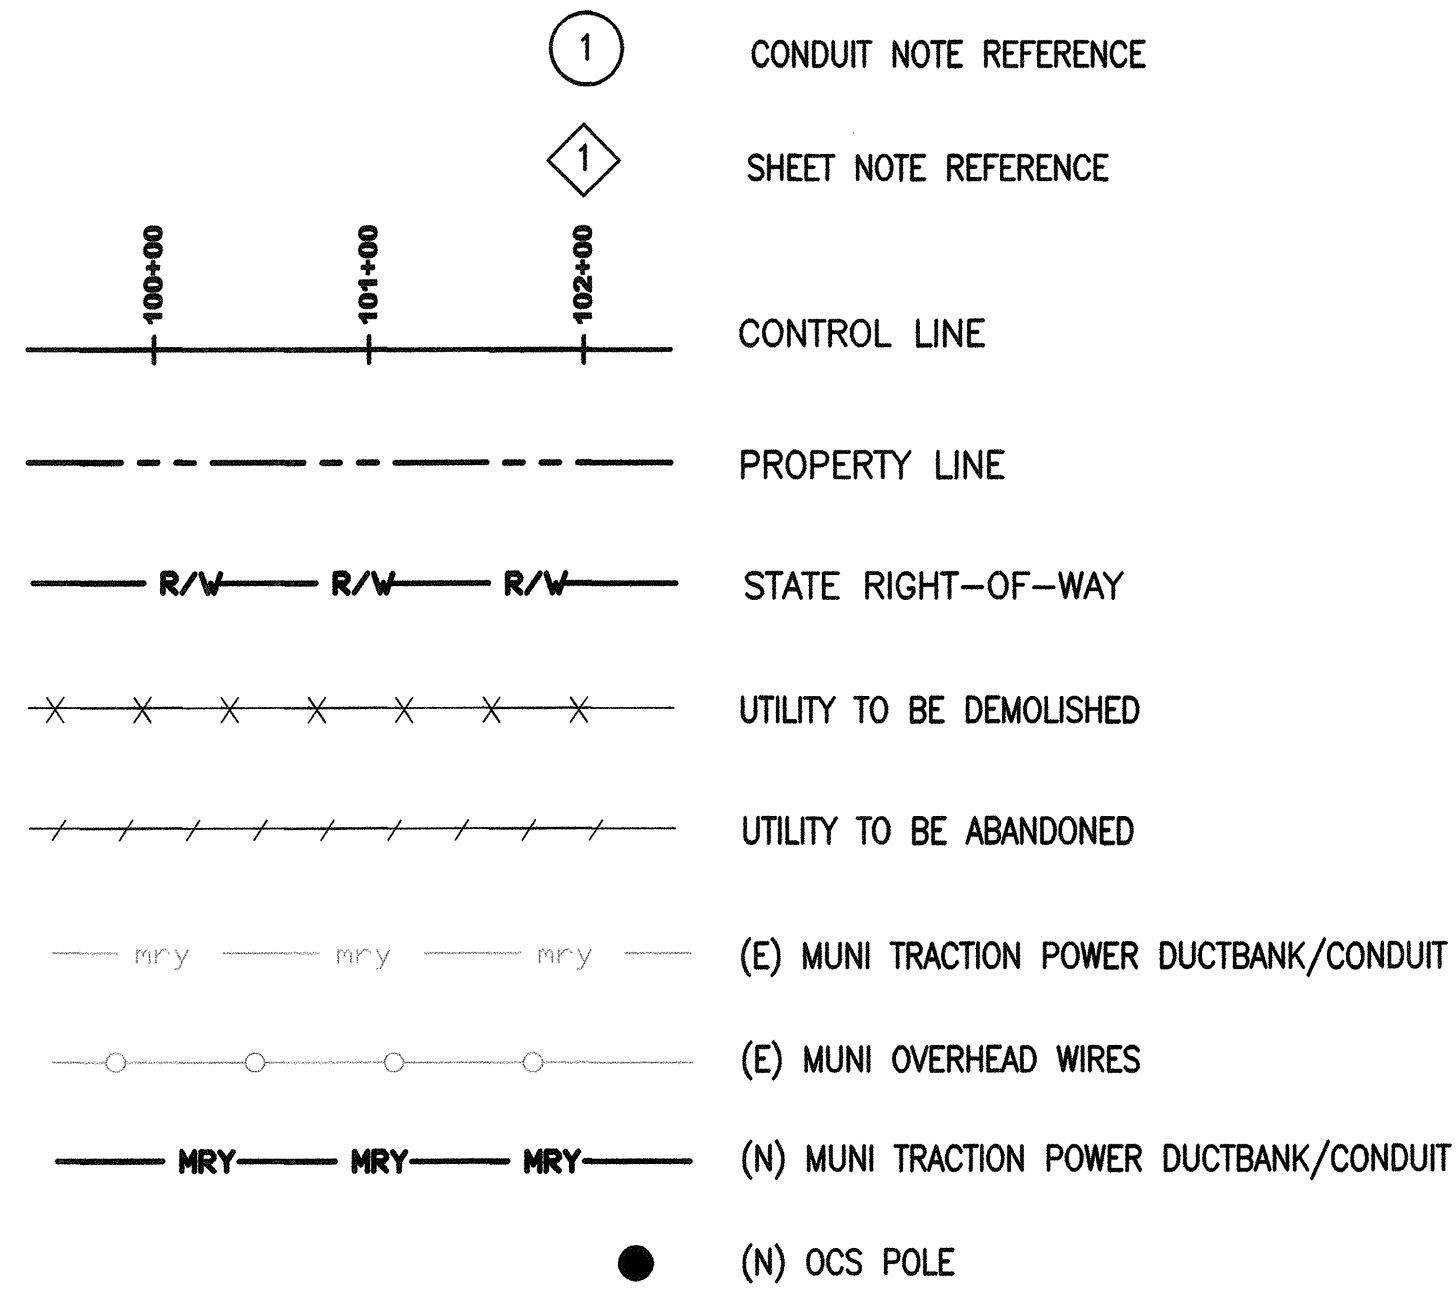 1 CONDUIT NOTE REFERENCE
1 SHEET NOTE REFERENCE
100+00 101+00 102+00
CONTROL LINE
PROPERTY LINE
R/W R/W R/W STATE RIGHT-OF-WAY
UTILITY TO BE DEMOLISHED
UTILITY TO BE ABANDONED
mry mry mry (E) MUNI TRACTION POWER DUCTBANK/CONDUIT
(E) MUNI OVERHEAD WIRES
MRY MRY MRY (N) MUNI TRACTION POWER DUCTBANK/CONDUIT
(N) OCS POLE